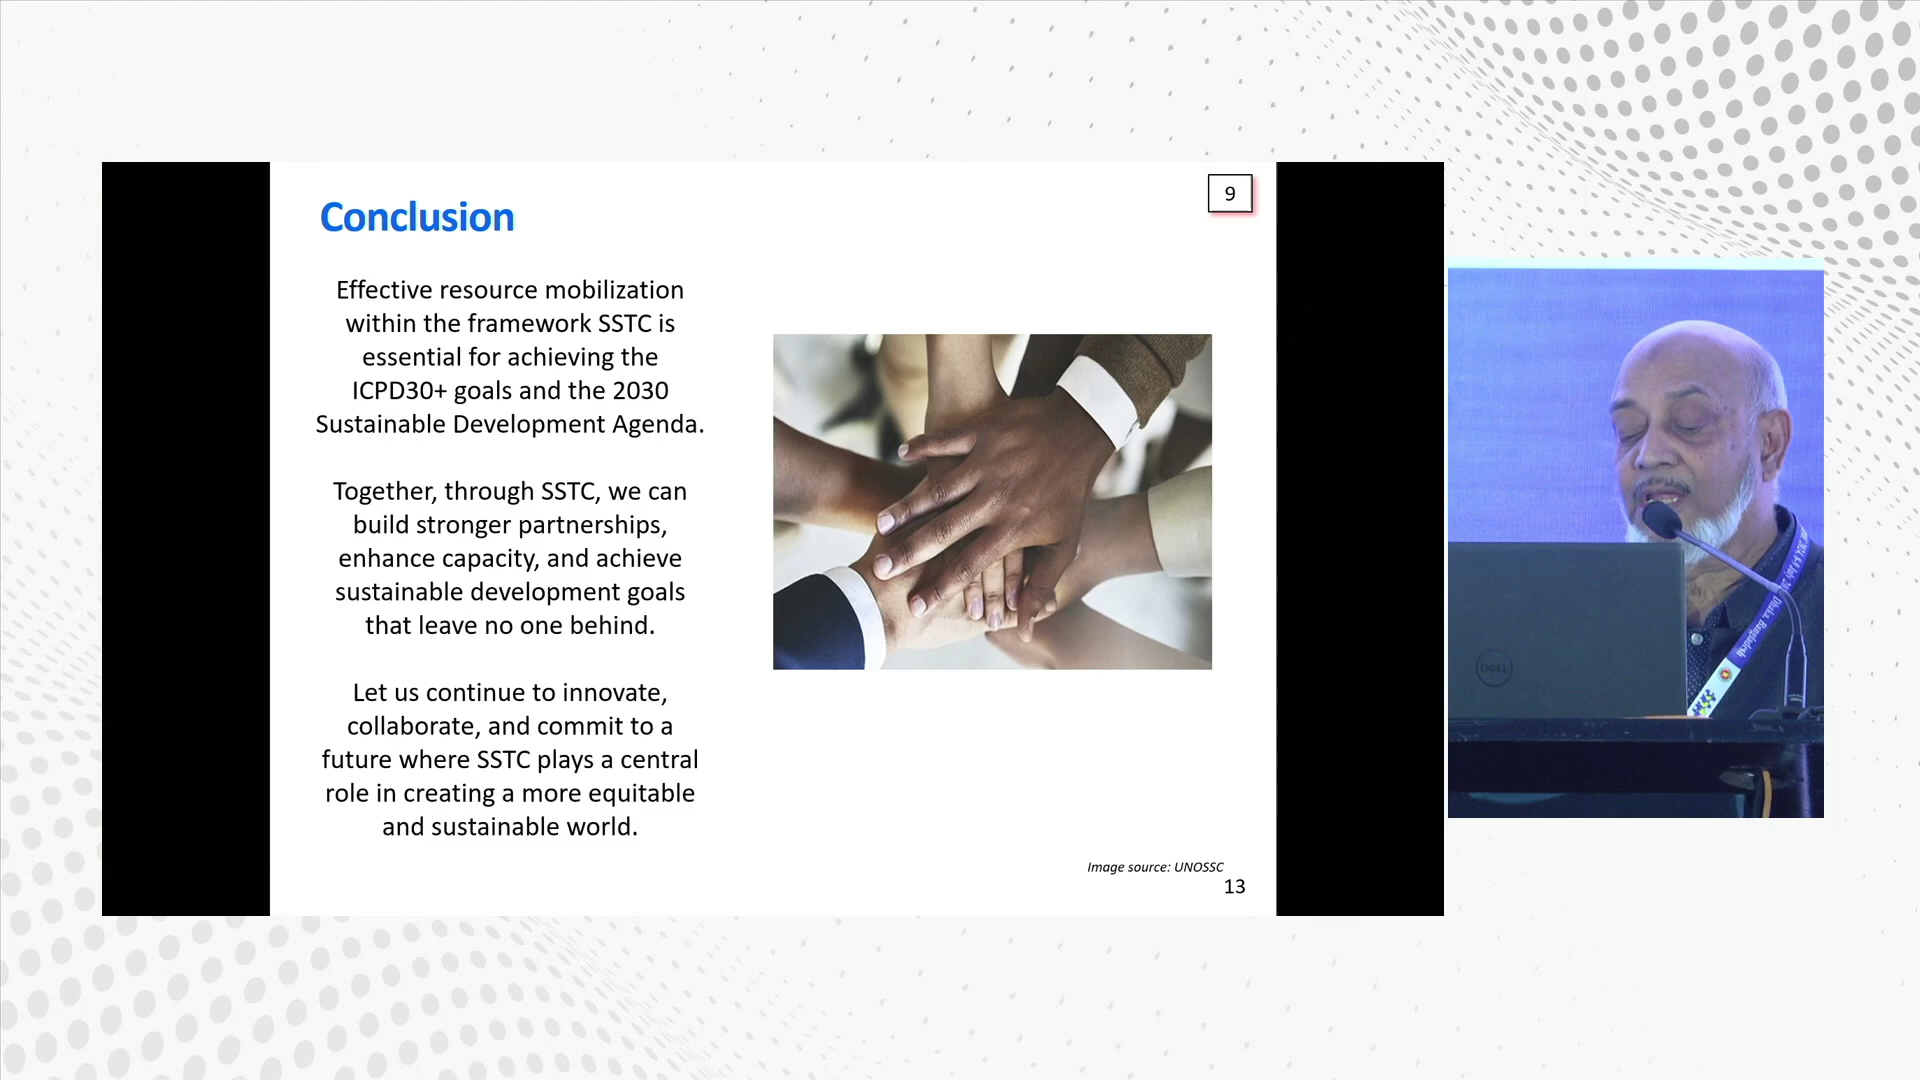 9
Conclusion
Effective resource mobilization
within the framework SSTC is
essential for achieving the
ICPD30+ goals and the 2030
Sustainable Development Agenda.
Together, through SSTC, we can
build stronger partnerships,
enhance capacity, and achieve
sustainable development goals
that leave no one behind.
Let us continue to innovate,
collaborate, and commit to a
future where SSTC plays a central
role in creating a more equitable
and sustainable world.
Image source: UNOSSC
13
DELL
Dhaka, Bangladesh